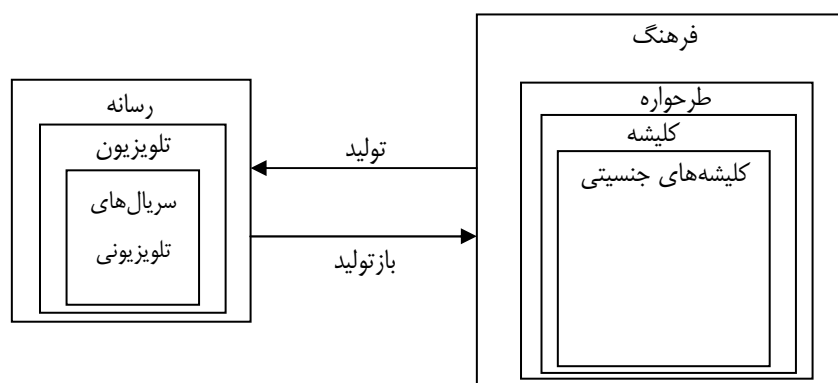 فرهنگ
طرحواره
کلیشه
کلیشه‌های جنسیتی
تولید
بازتولید
رسانه
تلویزیون
سریال‌های
تلویزیونی